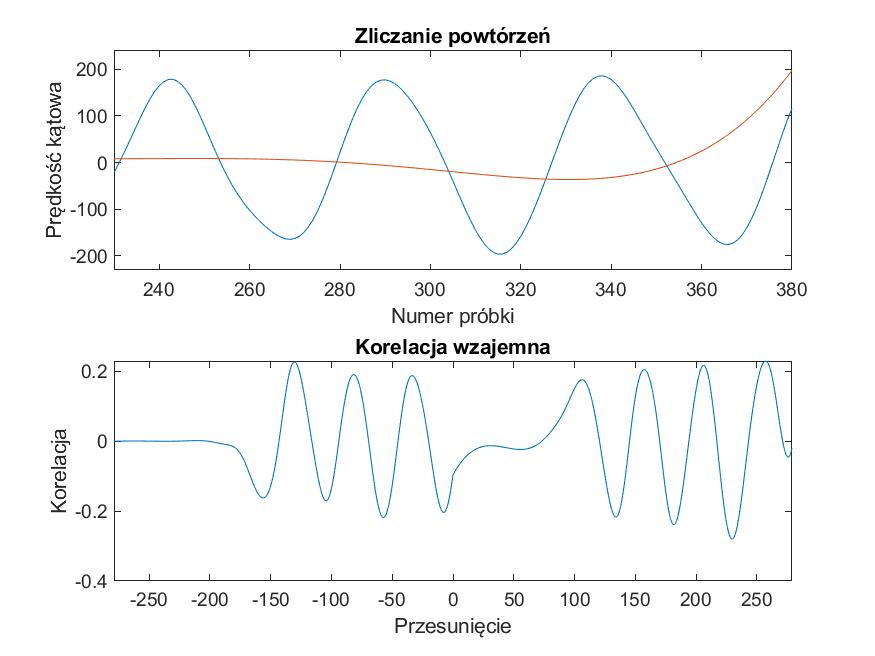 Zliczanie powtórzeń
200
100
0
-100
-200
Prędkość kątowa
240 260 280 300 320 340 360 380
Numer próbki
Korelacja wzajemna
0.2
0
-0.2
-0.4
Korelacja
-250 -200 -150 -100 -50 0 50 100 150 200 250
Przesunięcie